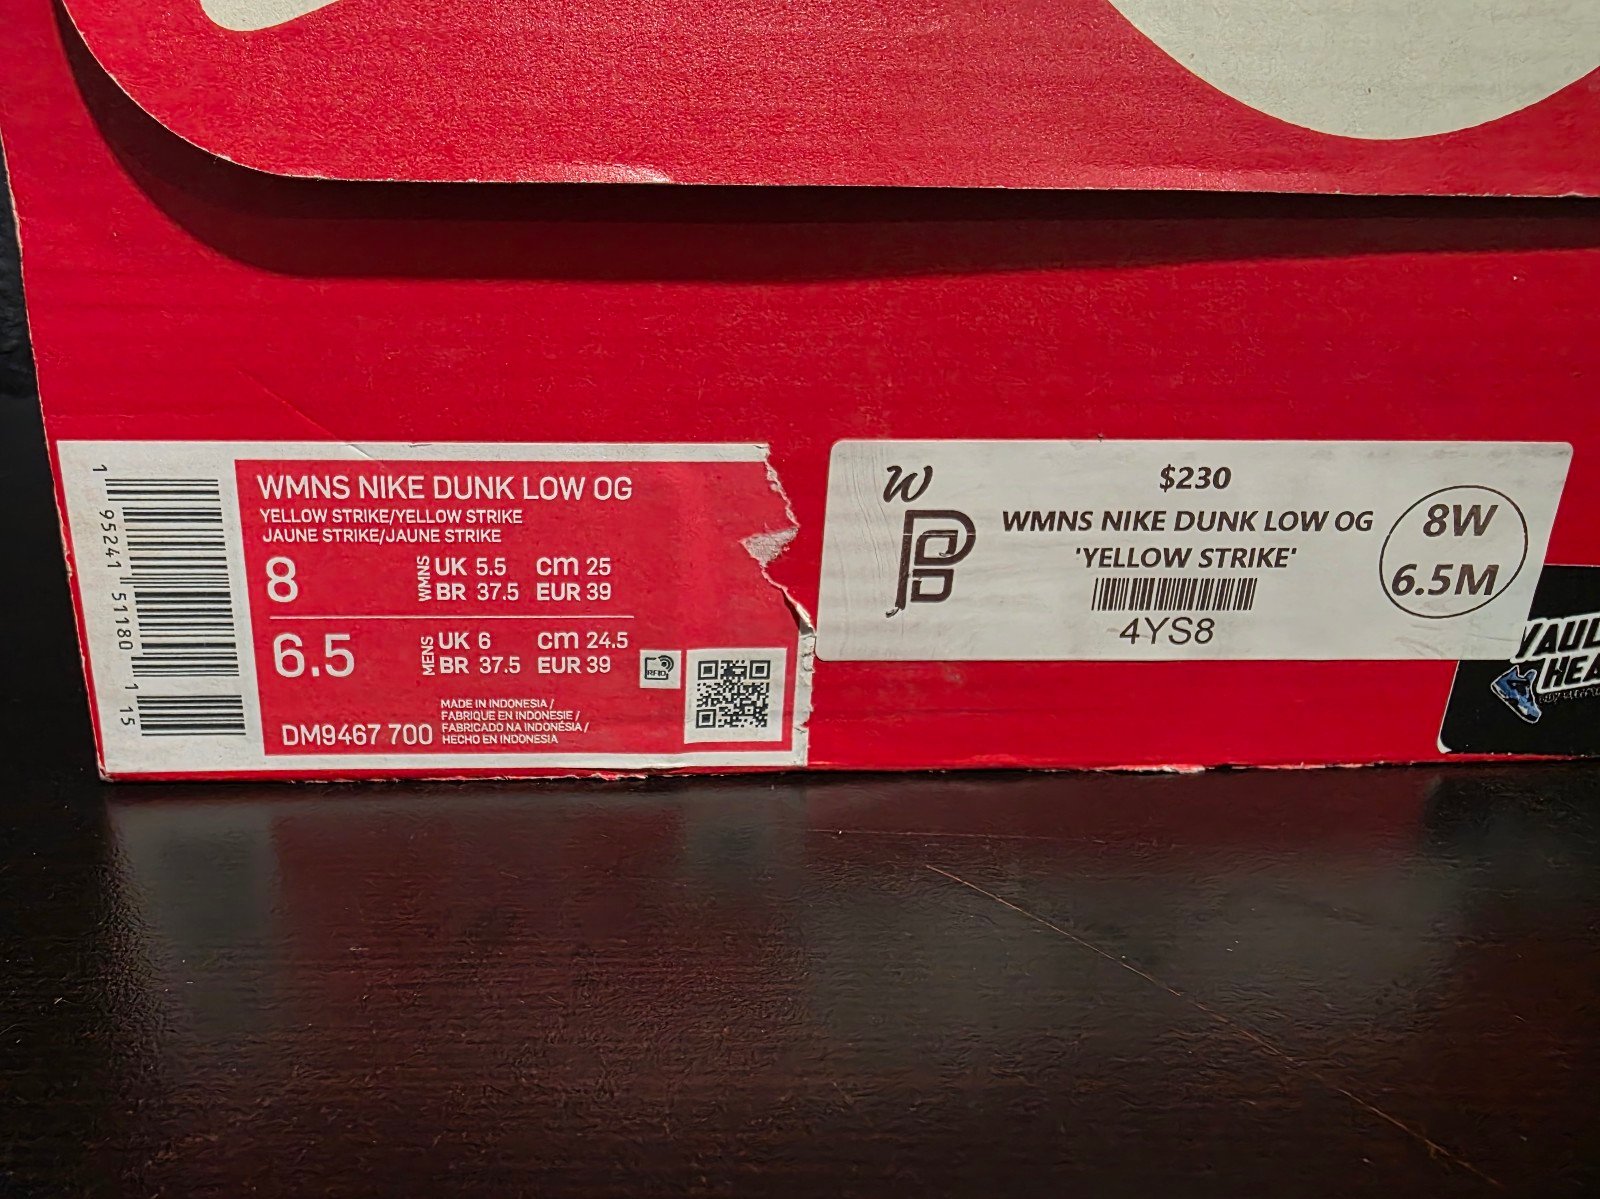 1 95241 51180 1 15
WMNS NIKE DUNK LOW OG
YELLOW STRIKE/YELLOW STRIKE
JAUNE STRIKE/JAUNE STRIKE
8
WMNS
UK 5.5 cm 25
BR 37.5 EUR 39
6.5
MENS
UK 6 cm 24.5
BR 37.5 EUR 39
RFID
DM9467 700
MADE IN INDONESIA /
FABRIQUE EN INDONESIE /
FABRICADO NA INDONÉSIA /
HECHO EN INDONESIA
W
$230
WMNS NIKE DUNK LOW OG
'YELLOW STRIKE'
4YS8
8W
6.5M